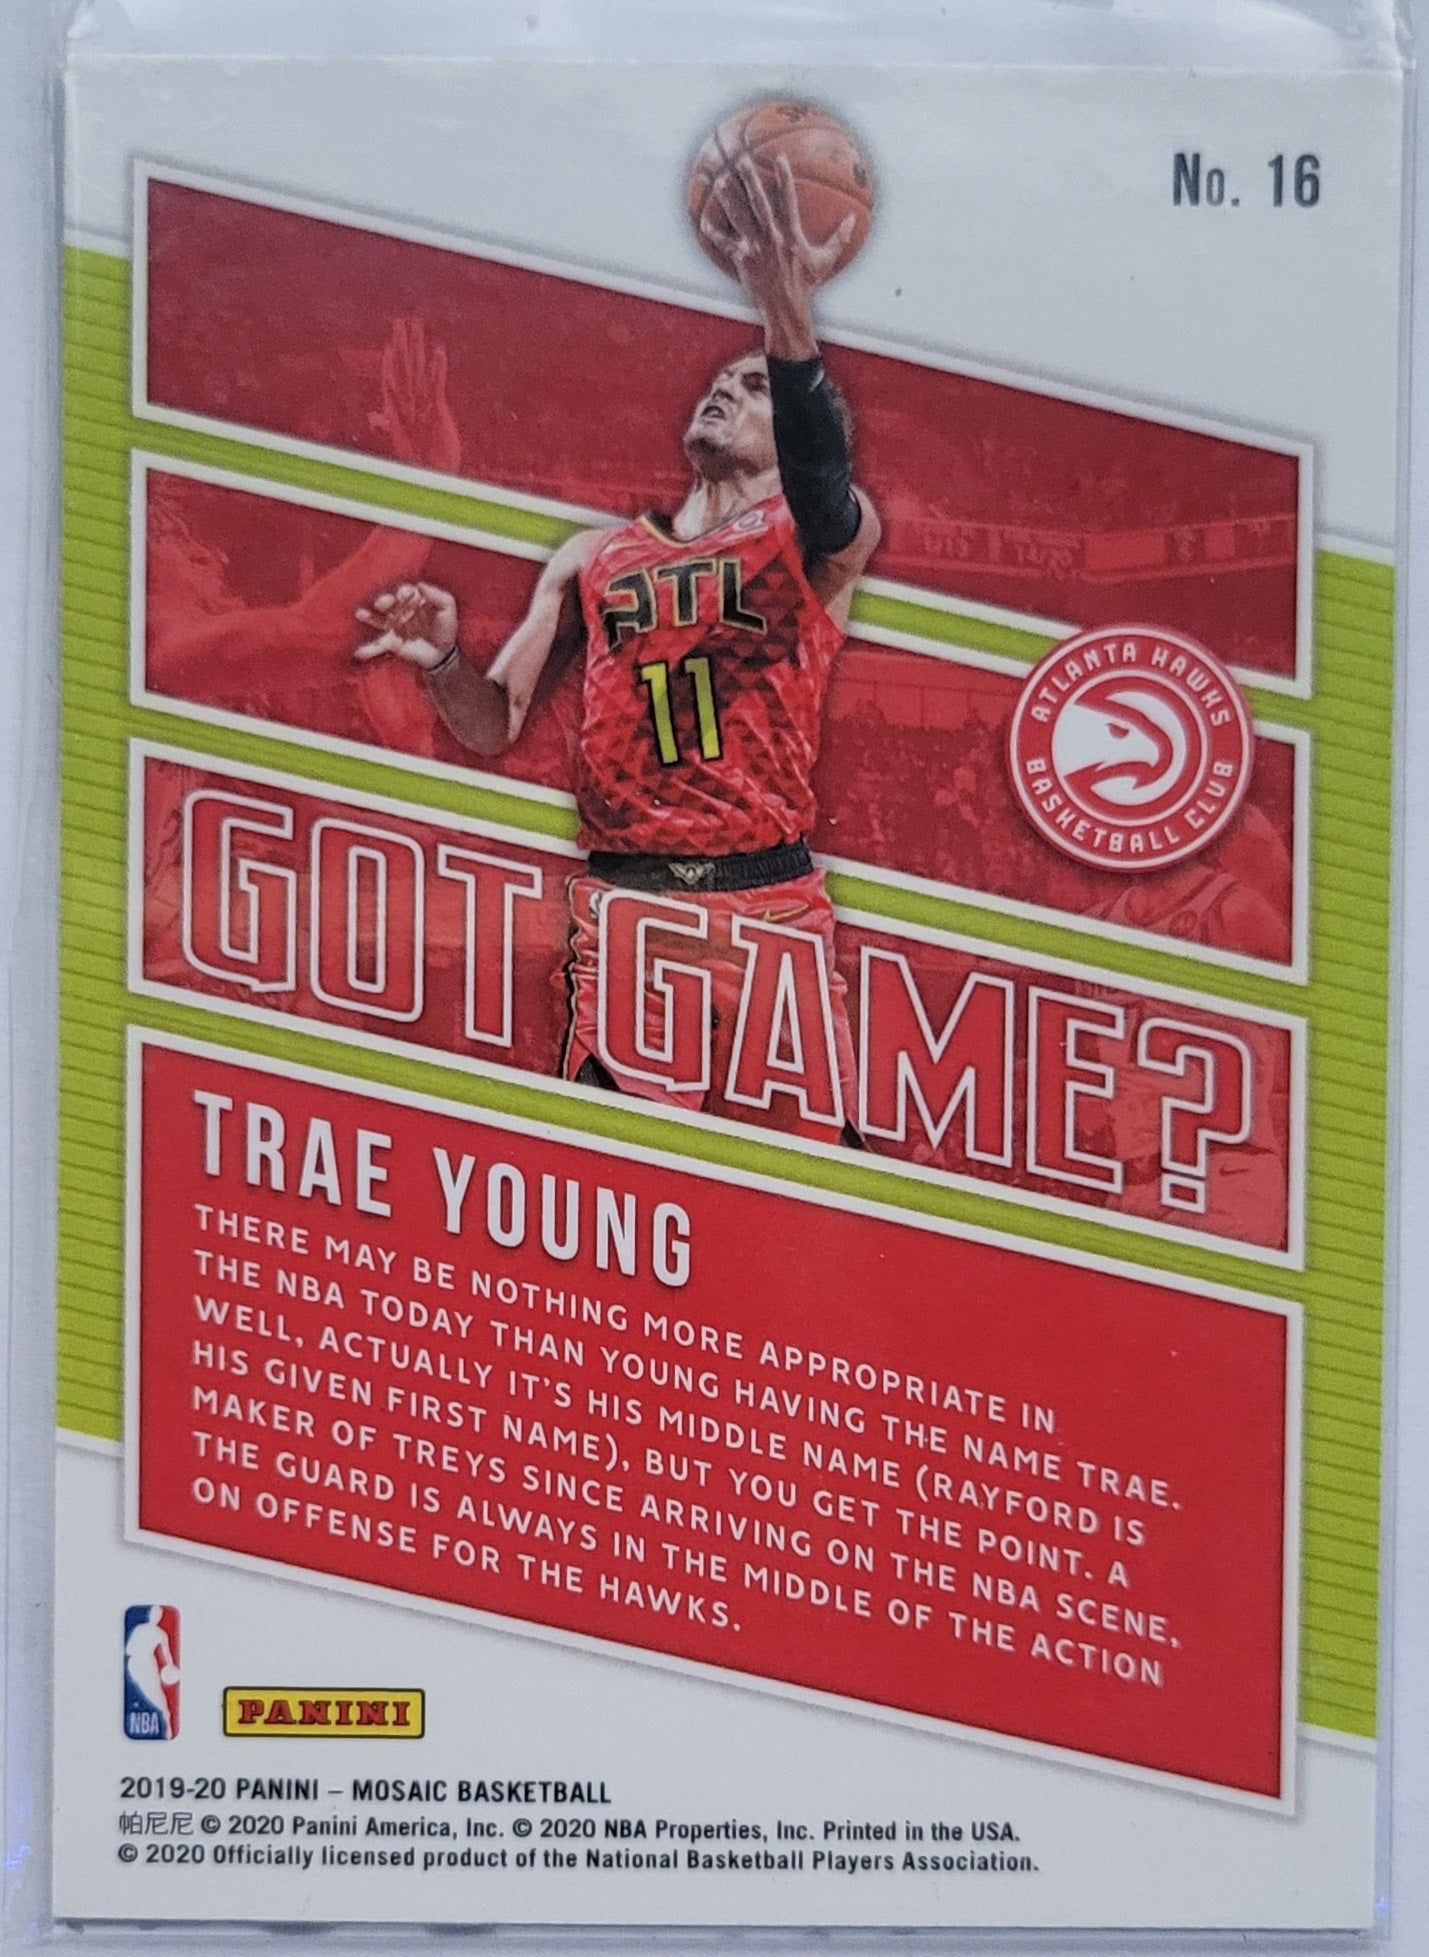 No. 16
ATL
11
ATLANTA HAWKS
BASKETBALL CLUB
GOT GAME?
TRAE YOUNG
THERE MAY BE NOTHING MORE APPROPRIATE IN
THE NBA TODAY THAN YOUNG HAVING THE NAME TRAE.
WELL, ACTUALLY IT'S HIS MIDDLE NAME (RAYFORD IS
HIS GIVEN FIRST NAME), BUT YOU GET THE POINT. A
MAKER OF TREYS SINCE ARRIVING ON THE NBA SCENE,
THE GUARD IS ALWAYS IN THE MIDDLE OF THE ACTION
ON OFFENSE FOR THE HAWKS.
NBA
PANINI
2019-20 PANINI – MOSAIC BASKETBALL
帕尼尼 © 2020 Panini America, Inc. © 2020 NBA Properties, Inc. Printed in the USA.
© 2020 Officially licensed product of the National Basketball Players Association.